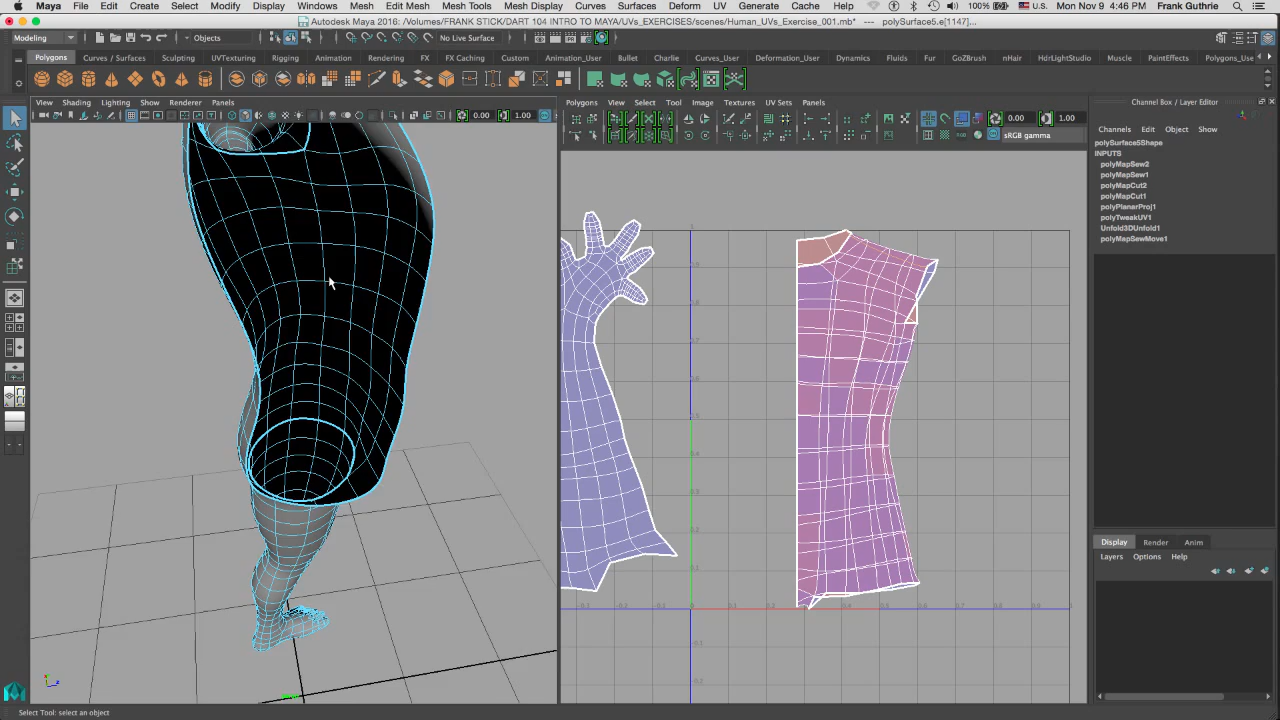 Maya File Edit Create Select Modify Display Windows Mesh Edit Mesh Mesh Tools Mesh Display Curves Surfaces Deform UV Generate Cache Help 100% U.S. Mon Nov 9 4:46 PM Frank Guthrie
Autodesk Maya 2016: /Volumes/FRANK STICK/DART 104 INTRO TO MAYA/UVs_EXERCISES/scenes/Human_UVs_Exercise_001.mb* --- polySurface5.e[1147]...
Modeling Objects No Live Surface
Polygons Curves / Surfaces Sculpting UVTexturing Rigging Animation Rendering FX FX Caching Custom Animation_User Bullet Charlie Curves_User Deformation_User Dynamics Fluids Fur GoZBrush nHair HdrLightStudio Muscle PaintEffects Polygons_Use
View Shading Lighting Show Renderer Panels Polygons View Select Tool Image Textures UV Sets Panels Channel Box / Layer Editor
0.00 1.00 0.00 1.00
sRGB gamma
Channels Edit Object Show
polySurface5Shape
INPUTS
polyMapSew2
polyMapSew1
polyMapCut2
polyMapCut1
polyPlanarProj1
polyTweakUV1
Unfold3DUnfold1
polyMapSewMove1
Display Render Anim
Layers Options Help
Select Tool: select an object